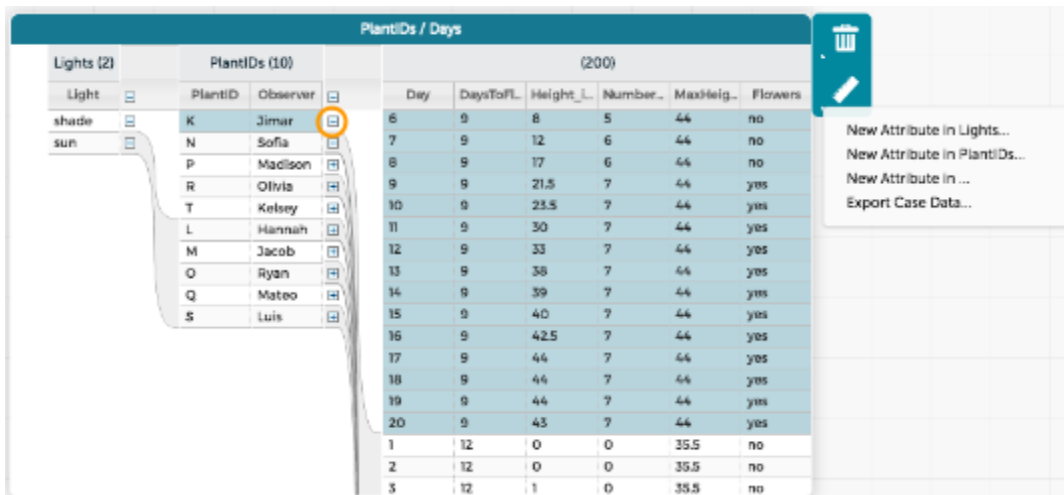 PlantIDs / Days
Lights (2) PlantIDs (10) (200)
Light PlantID Observer Day DaysToFl... Height_i... Number... MaxHeig... Flowers
shade K Jimar 6 9 8 5 44 no
sun N Sofia 7 9 12 6 44 no
P Madison 8 9 17 6 44 no
R Olivia 9 9 21.5 7 44 yes
T Kelsey 10 9 23.5 7 44 yes
L Hannah 11 9 30 7 44 yes
M Jacob 12 9 33 7 44 yes
O Ryan 13 9 38 7 44 yes
Q Mateo 14 9 39 7 44 yes
S Luis 15 9 40 7 44 yes
16 9 42.5 7 44 yes
17 9 44 7 44 yes
18 9 44 7 44 yes
19 9 44 7 44 yes
20 9 43 7 44 yes
1 12 0 0 35.5 no
2 12 0 0 35.5 no
3 12 1 0 35.5 no
New Attribute in Lights...
New Attribute in PlantIDs...
New Attribute in ...
Export Case Data...